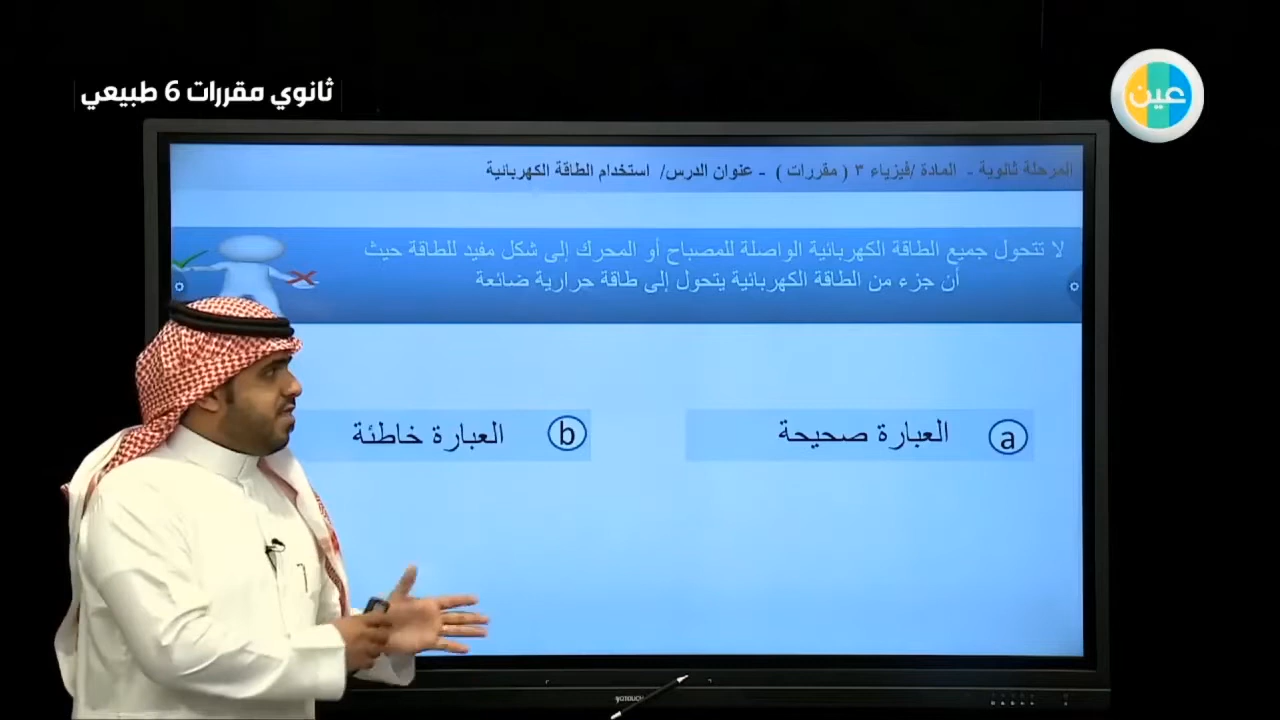 ثانوي مقررات 6 طبيعي
عين
المرحلة ثانوية - المادة /فيزياء ٣ ( مقررات ) - عنوان الدرس/ استخدام الطاقة الكهربائية
لا تتحول جميع الطاقة الكهربائية الواصلة للمصباح أو المحرك إلى شكل مفيد للطاقة حيث
أن جزء من الطاقة الكهربائية يتحول إلى طاقة حرارية ضائعة
a العبارة صحيحة
b العبارة خاطئة